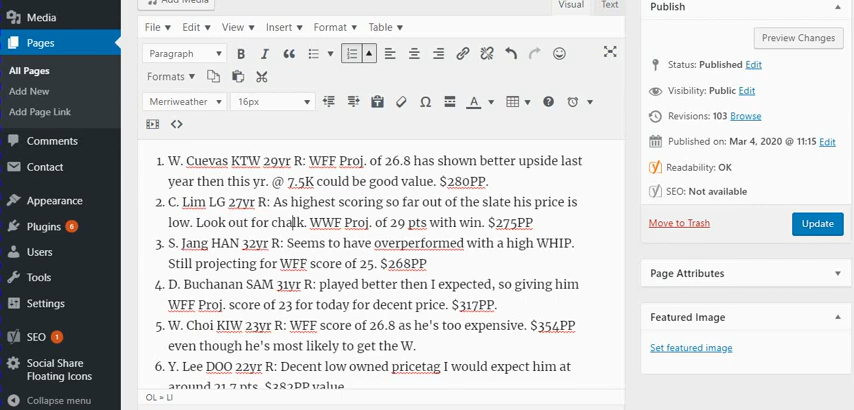 Media
Pages
All Pages
Add New
Add Page Link
Comments
Contact
Appearance
Plugins 6
Users
Tools
Settings
SEO 1
Social Share
Floating Icons
Collapse menu
Add Media
Visual Text
File Edit View Insert Format Table
Paragraph
Formats
Merriweather 16px
1. W. Cuevas KTW 29yr R: WFF Proj. of 26.8 has shown better upside last
year then this yr. @ 7.5K could be good value. $280PP.
2. C. Lim LG 27yr R: As highest scoring so far out of the slate his price is
low. Look out for chalk. WWF Proj. of 29 pts with win. $275PP
3. S. Jang HAN 32yr R: Seems to have overperformed with a high WHIP.
Still projecting for WFF score of 25. $268PP
4. D. Buchanan SAM 31yr R: played better then I expected, so giving him
WFF Proj. score of 23 for today for decent price. $317PP.
5. W. Choi KIW 23yr R: WFF score of 26.8 as he's too expensive. $354PP
even though he's most likely to get the W.
6. Y. Lee DOO 22yr R: Decent low owned pricetag I would expect him at
around 21.7 pts. $382PP value
OL » LI
Publish
Preview Changes
Status: Published Edit
Visibility: Public Edit
Revisions: 103 Browse
Published on: Mar 4, 2020 @ 11:15 Edit
Readability: OK
SEO: Not available
Move to Trash
Update
Page Attributes
Featured Image
Set featured image